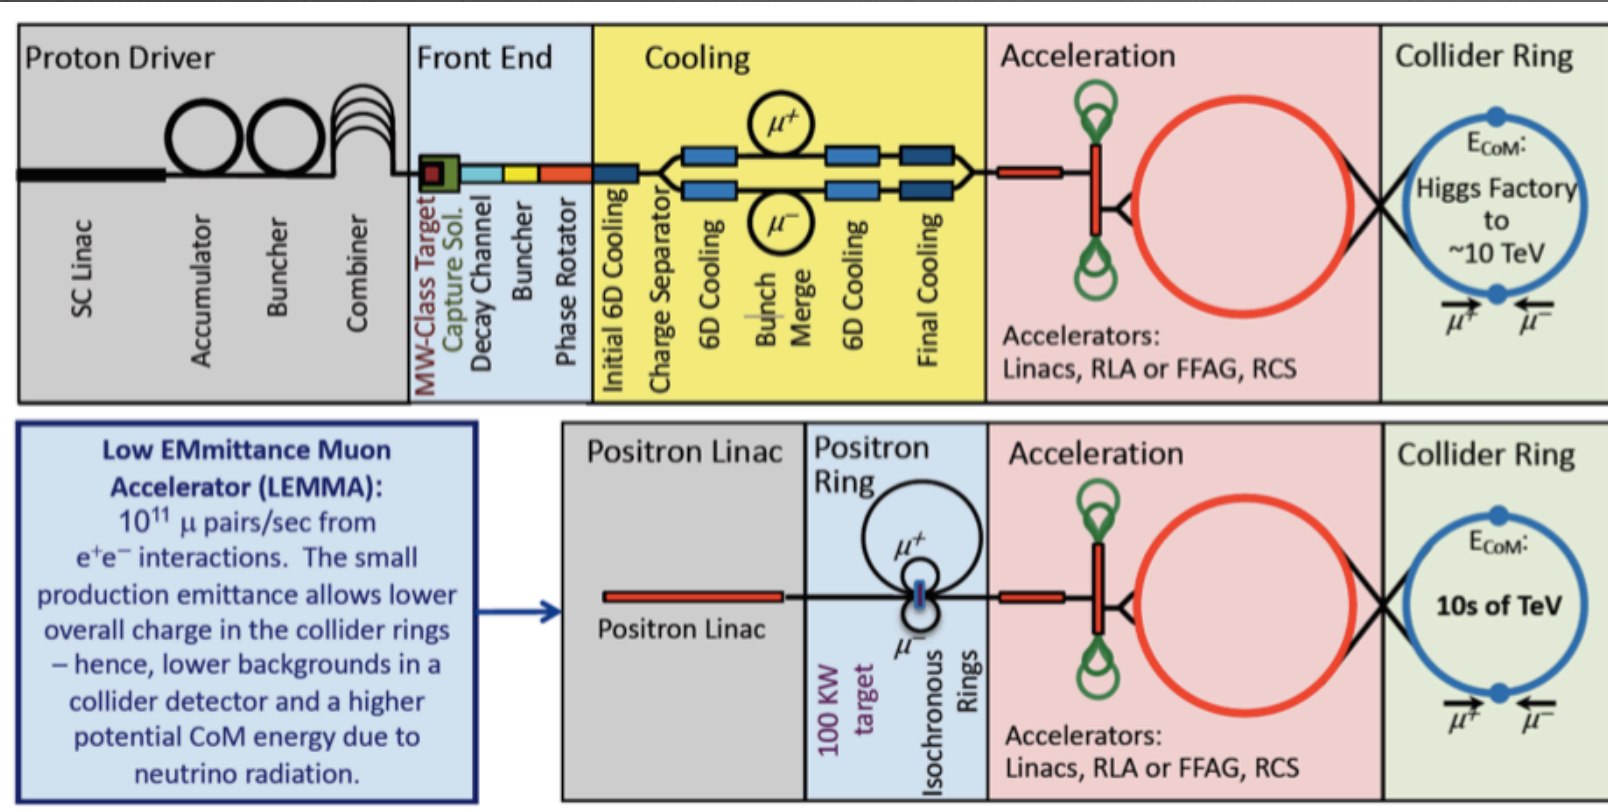 Proton Driver
SC Linac
Accumulator
Buncher
Combiner
Front End
MW-Class Target
Capture Sol.
Decay Channel
Buncher
Phase Rotator
Cooling
μ+
μ−
Initial 6D Cooling
Charge Separator
6D Cooling
Bunch
Merge
6D Cooling
Final Cooling
Acceleration
Accelerators:
Linacs, RLA or FFAG, RCS
Collider Ring
ECoM:
Higgs Factory
to
~10 TeV
μ+ μ−
Low EMmittance Muon
Accelerator (LEMMA):
10¹¹ μ pairs/sec from
e⁺e⁻ interactions. The small
production emittance allows lower
overall charge in the collider rings
– hence, lower backgrounds in a
collider detector and a higher
potential CoM energy due to
neutrino radiation.
Positron Linac
Positron Linac
Positron
Ring
μ+
μ−
100 KW
target
Isochronous
Rings
Acceleration
Accelerators:
Linacs, RLA or FFAG, RCS
Collider Ring
ECoM:
10s of TeV
μ+ μ−